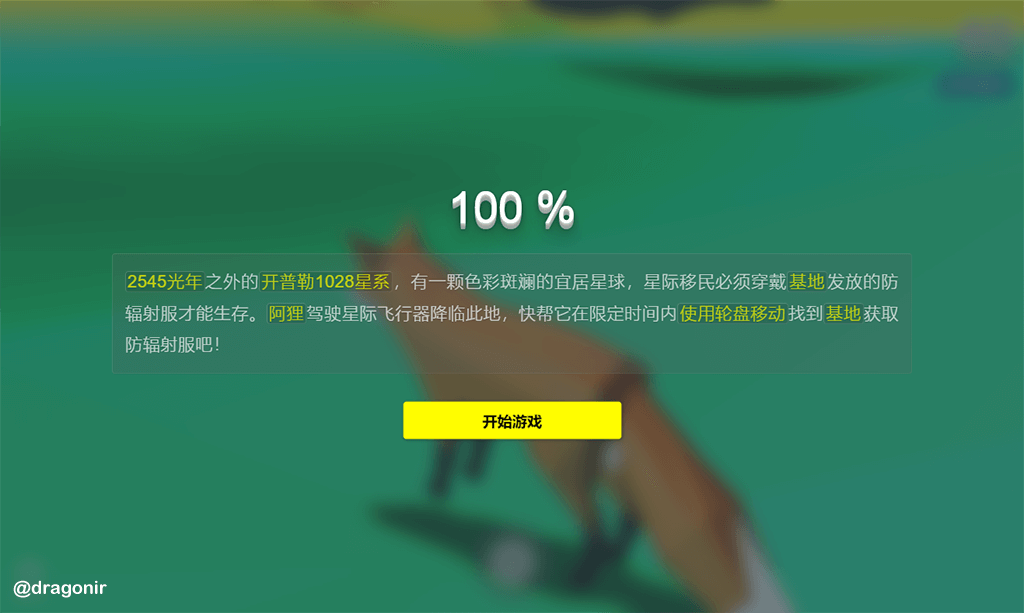 100 %
2545光年之外的开普勒1028星系，有一颗色彩斑斓的宜居星球，星际移民必须穿戴基地发放的防
辐射服才能生存。阿狸驾驶星际飞行器降临此地，快帮它在限定时间内使用轮盘移动找到基地获取
防辐射服吧！
开始游戏
@dragonir